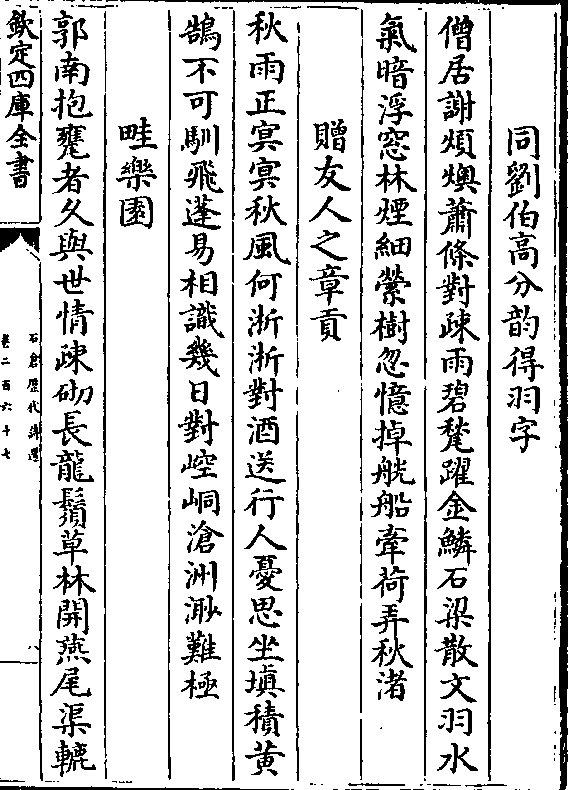 同劉伯高分韵得羽字
僧居謝煩燠蕭條對疎雨碧甃躍金鱗石梁散文羽水
氣暗浮窓林煙細縈樹忽憶掉觥船牽荷弄秋渚
贈友人之章貢
秋雨正冥冥秋風何淅淅對酒送行人憂思坐塡積黄
鵠不可馴飛蓬易相識幾日對崆峒滄洲渺難極
畦樂園
郭南抱甕者久與世情疎砌長龍鬚草林開燕尾渠轆
欽定四庫全書
石倉歷代詩選
卷二百六十七
八